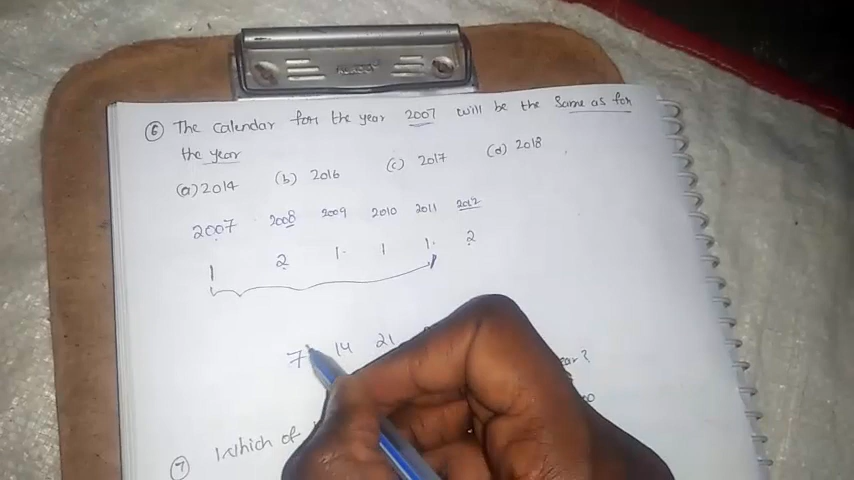 6 The Calendar for the year 2007 will be the Same as for
the year
(a) 2014 (b) 2016 (c) 2017 (d) 2018
2007 2008 2009 2010 2011 2012
1 2 1 1 1 2
7 14 21
7 Which of